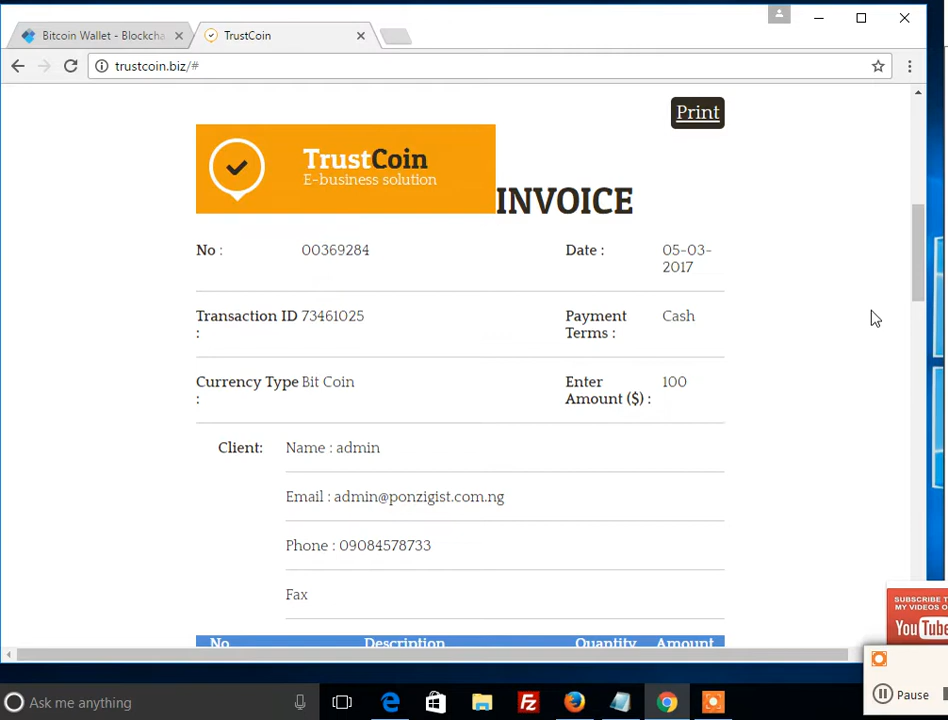 Bitcoin Wallet - Blockcha
TrustCoin
trustcoin.biz/#
Print
TrustCoin
E-business solution
INVOICE
No : 00369284 Date : 05-03-
2017
Transaction ID 73461025 Payment Cash
: Terms :
Currency Type Bit Coin Enter 100
: Amount ($) :
Client: Name : admin
Email : admin@ponzigist.com.ng
Phone : 09084578733
Fax
No Description Quantity Amount
SUBSCRIBE T
MY VIDEOS O
YouTube
Ask me anything
Pause